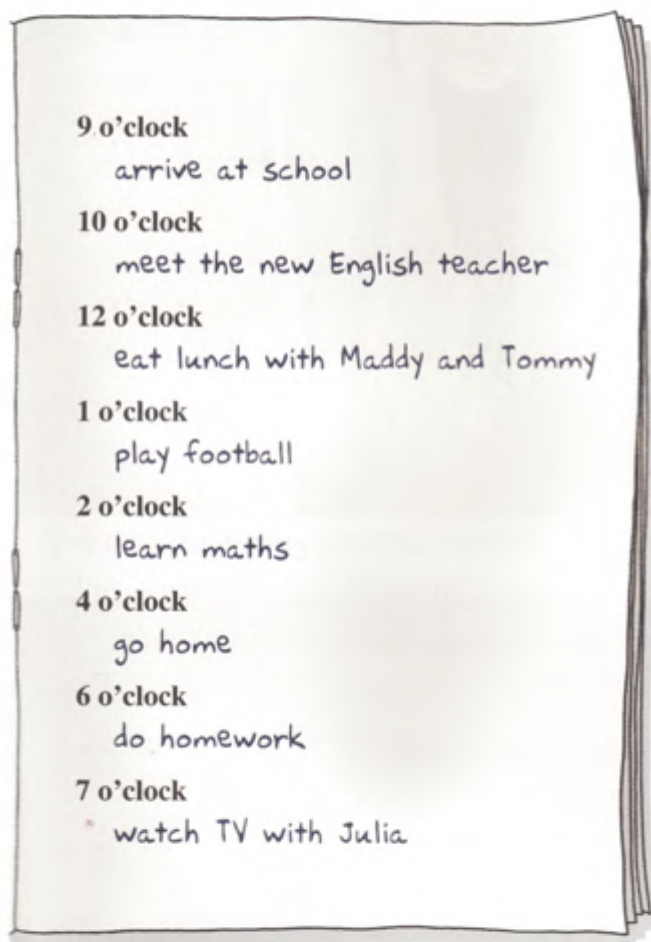 9 o'clock
arrive at school
10 o'clock
meet the new English teacher
12 o'clock
eat lunch with Maddy and Tommy
1 o'clock
play football
2 o'clock
learn maths
4 o'clock
go home
6 o'clock
do homework
7 o'clock
watch TV with Julia